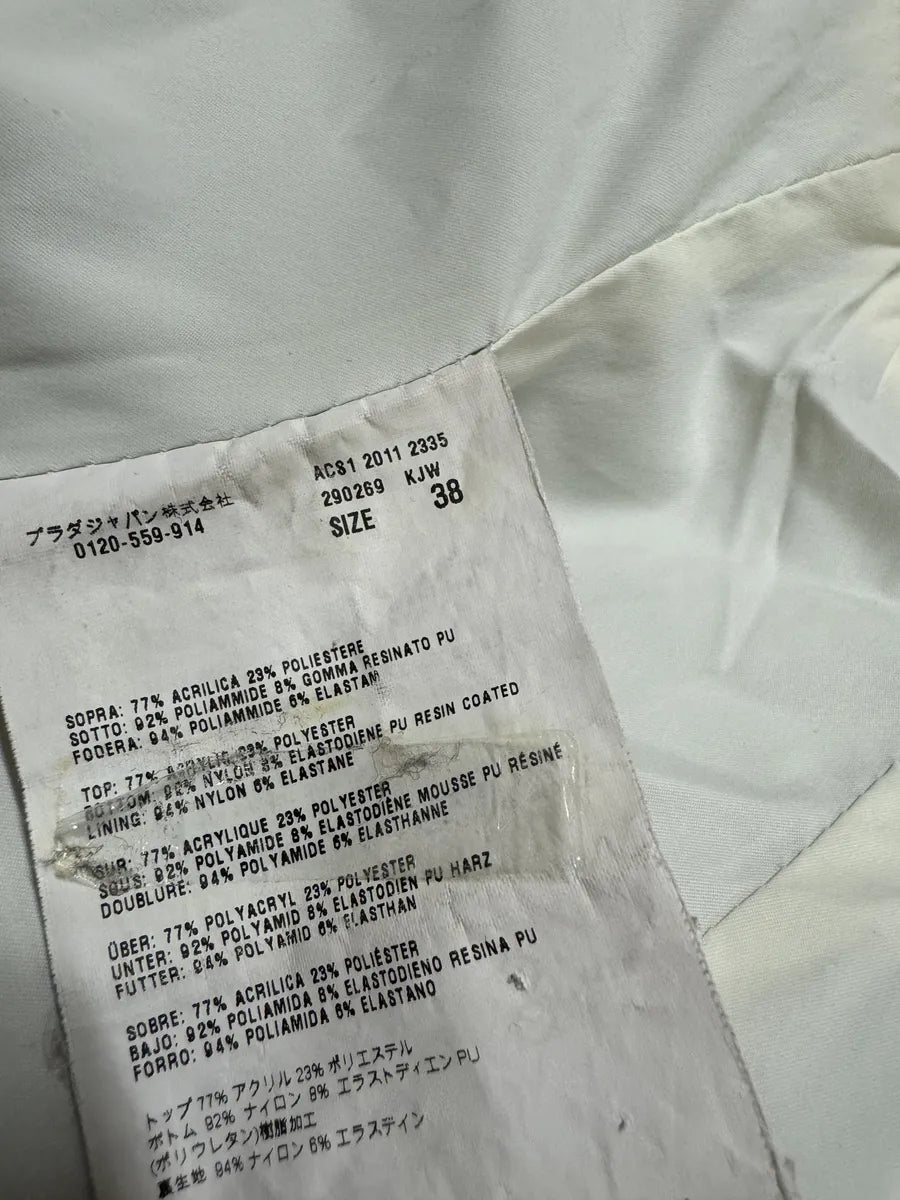 プラダジャパン株式会社
0120-559-914
ACS1 2011 2335
290269 KJW
SIZE 38
SOPRA: 77% ACRILICA 23% POLIESTERE
SOTTO: 92% POLIAMMIDE 8% GOMMA RESINATO PU
FODERA: 94% POLIAMMIDE 6% ELASTAM
TOP: 77% ACRYLIC 23% POLYESTER
BOTTOM: 92% NYLON 8% ELASTODIENE PU RESIN COATED
LINING: 94% NYLON 6% ELASTANE
SUR: 77% ACRYLIQUE 23% POLYESTER
SOUS: 92% POLYAMIDE 8% ELASTODIÈNE MOUSSE PU RÉSINÉ
DOUBLURE: 94% POLYAMIDE 6% ELASTHANNE
ÜBER: 77% POLYACRYL 23% POLYESTER
UNTER: 92% POLYAMID 8% ELASTODIEN PU HARZ
FUTTER: 94% POLYAMID 6% ELASTHAN
SOBRE: 77% ACRILICA 23% POLIÉSTER
BAJO: 92% POLIAMIDA 8% ELASTODIENO RESINA PU
FORRO: 94% POLIAMIDA 6% ELASTANO
トップ 77% アクリル 23% ポリエステル
ボトム 92% ナイロン 8% エラストディエン PU
(ポリウレタン)樹脂加工
裏生地 94% ナイロン 6% エラスデイン